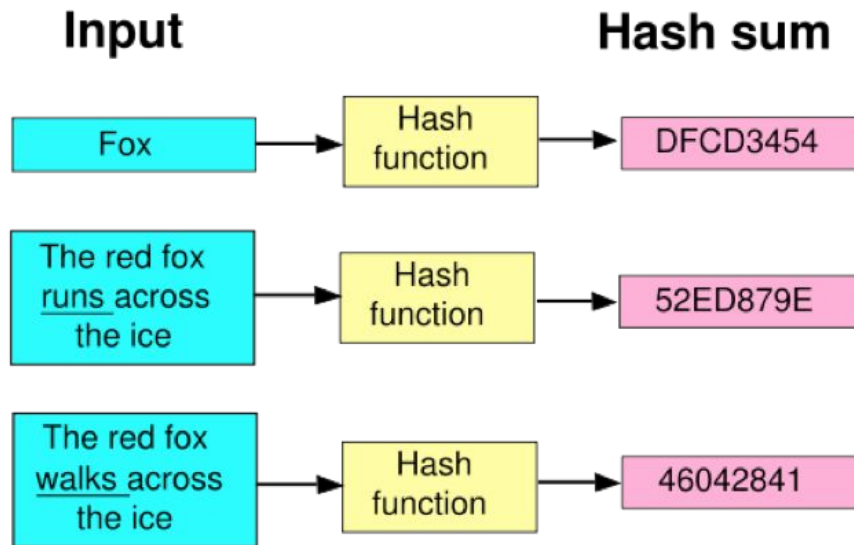 Input
Hash sum
Fox
Hash
function
DFCD3454
The red fox
runs across
the ice
Hash
function
52ED879E
The red fox
walks across
the ice
Hash
function
46042841